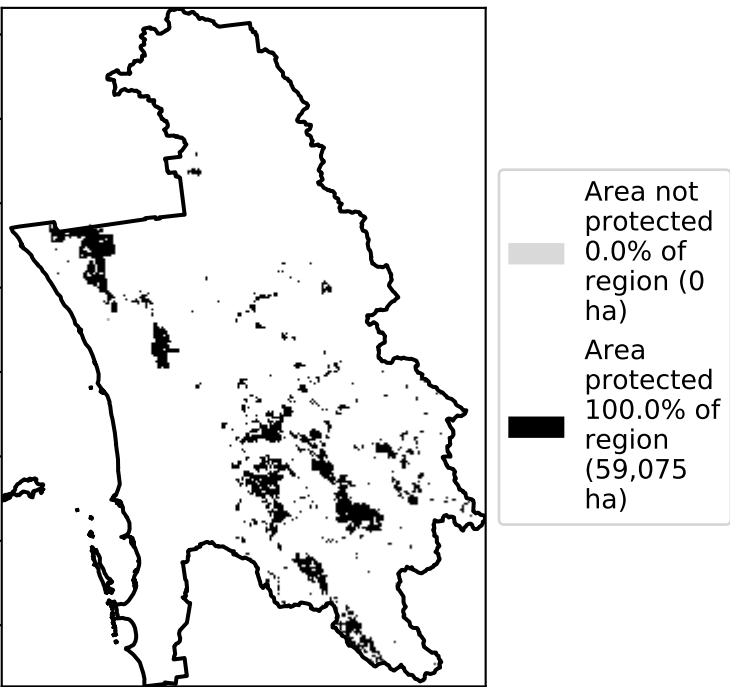 Area not
protected
0.0% of
region (0
ha)
Area
protected
100.0% of
region
(59,075
ha)